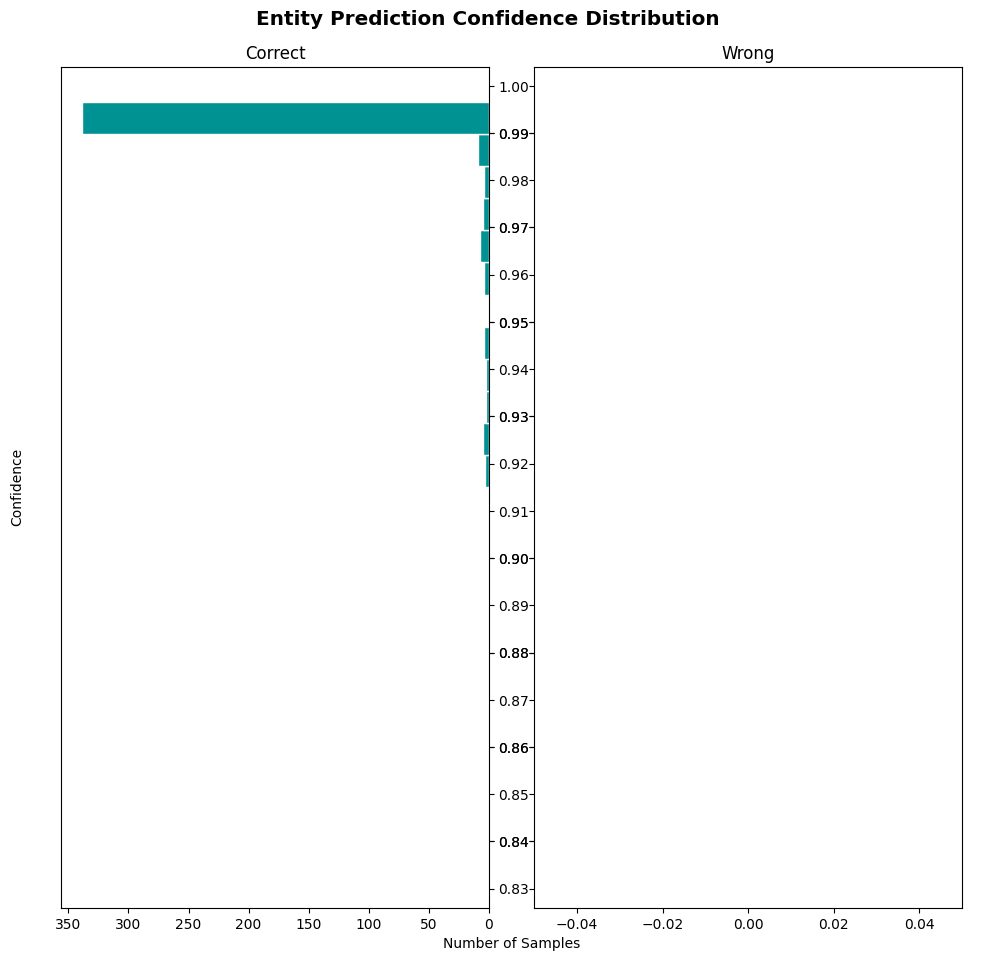 Entity Prediction Confidence Distribution
Correct
Wrong
Confidence
1.00
0.99
0.98
0.97
0.96
0.95
0.94
0.93
0.92
0.91
0.90
0.89
0.88
0.87
0.86
0.85
0.84
0.83
350 300 250 200 150 100 50 0
−0.04 −0.02 0.00 0.02 0.04
Number of Samples